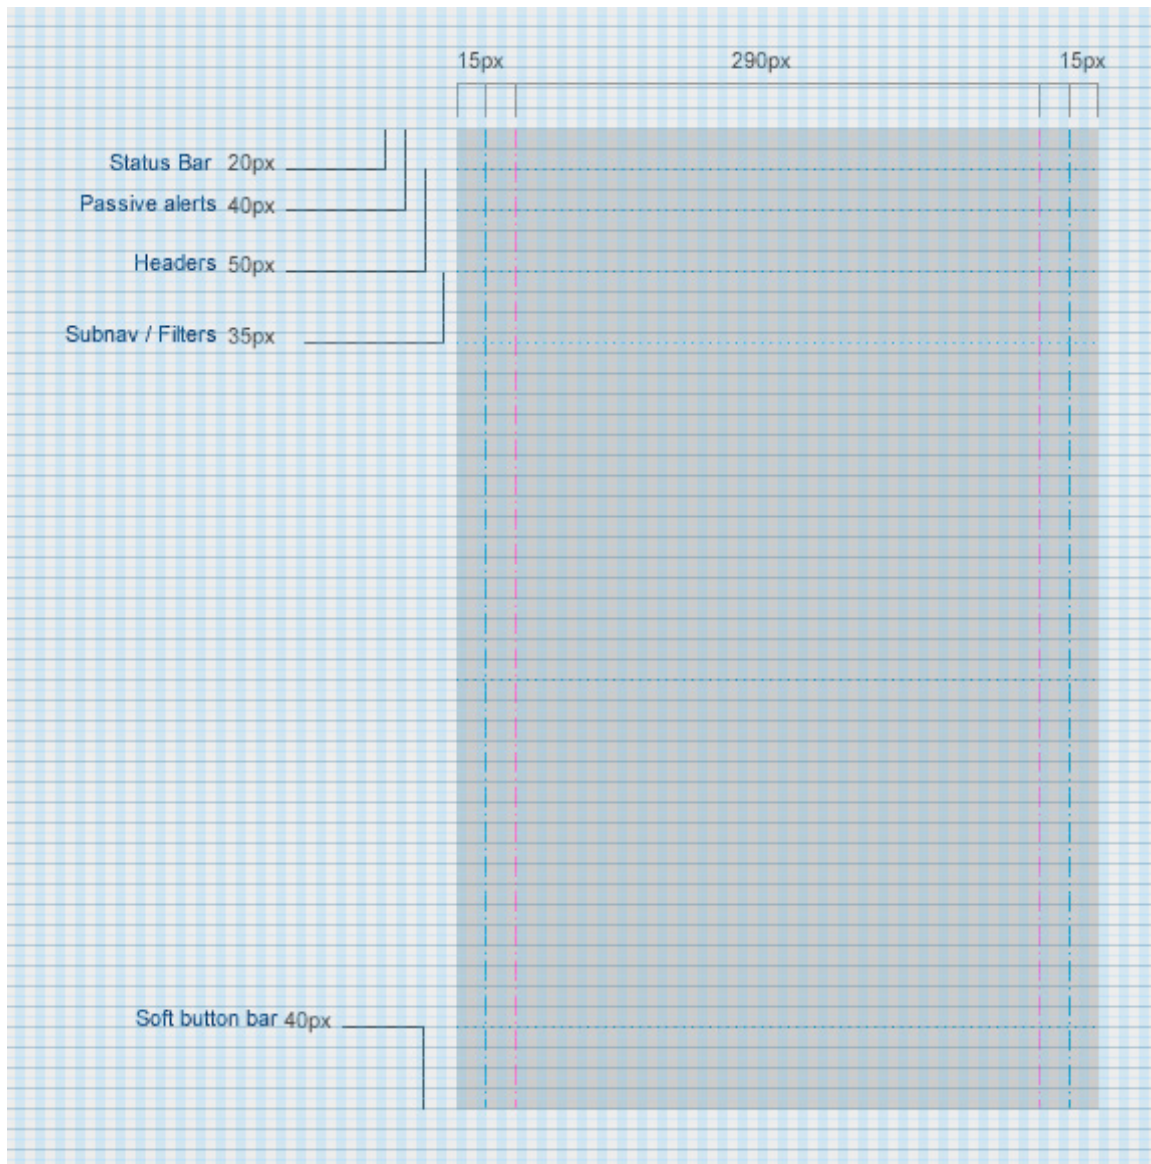 15px 290px 15px
Status Bar 20px
Passive alerts 40px
Headers 50px
Subnav / Filters 35px
Soft button bar 40px